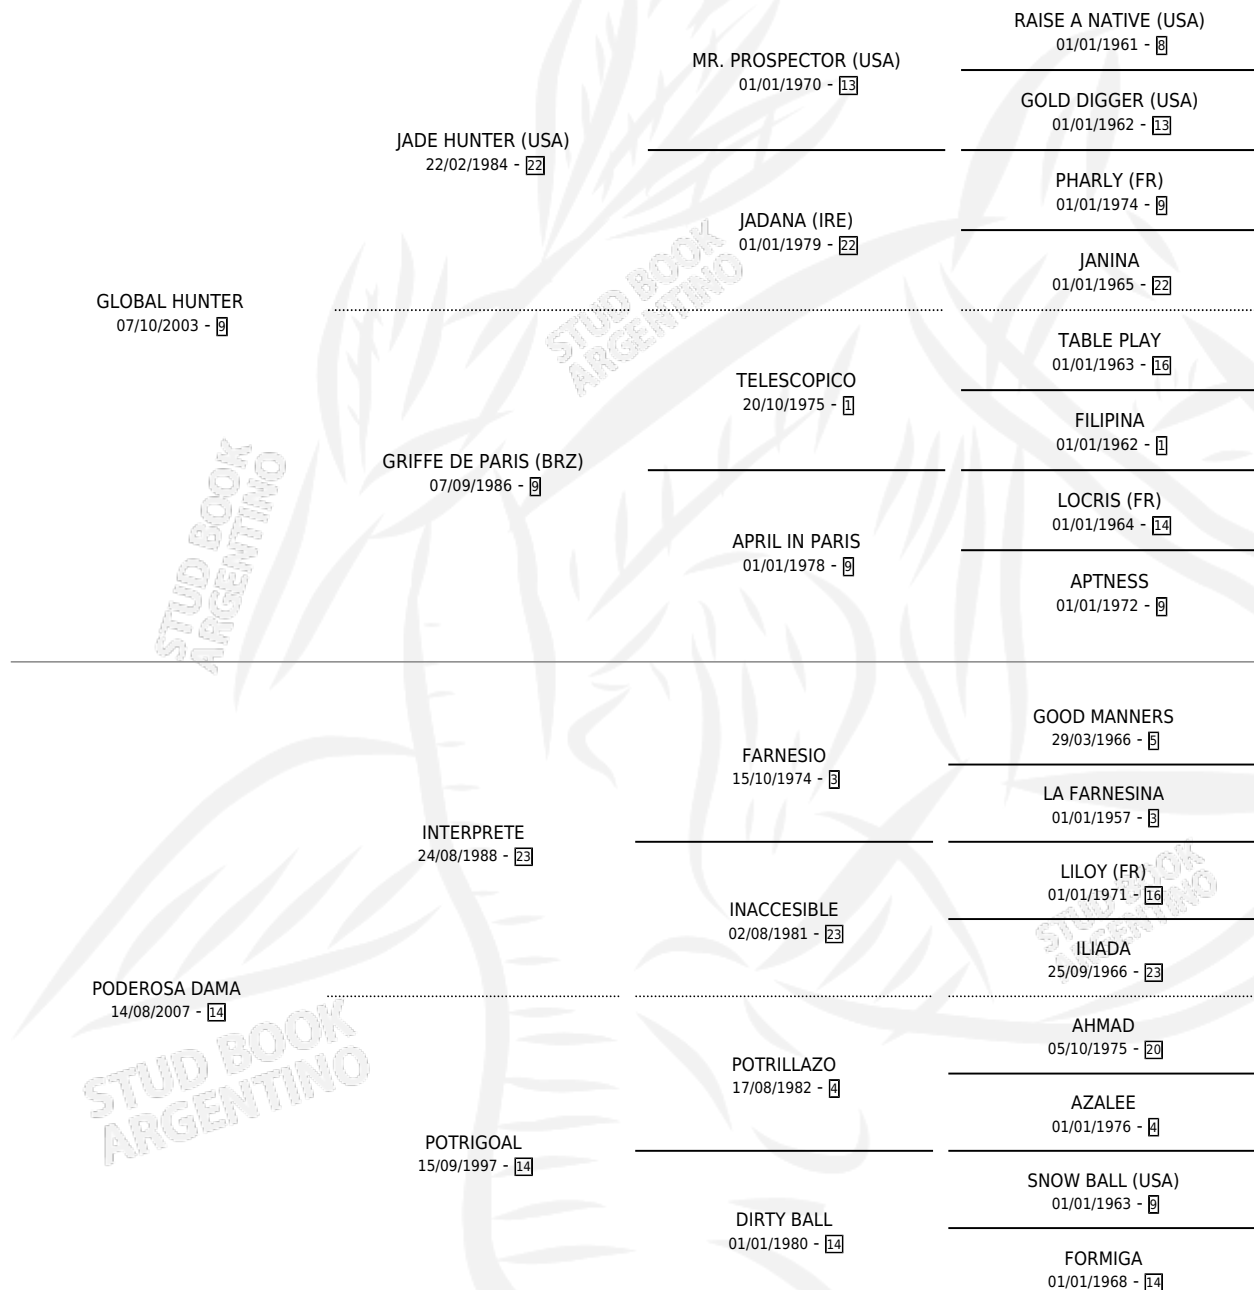 RAISE A NATIVE (USA)
01/01/1961 - 8
MR. PROSPECTOR (USA)
01/01/1970 - 13
GOLD DIGGER (USA)
01/01/1962 - 13
JADE HUNTER (USA)
22/02/1984 - 22
PHARLY (FR)
01/01/1974 - 9
JADANA (IRE)
01/01/1979 - 22
JANINA
01/01/1965 - 22
GLOBAL HUNTER
07/10/2003 - 9
TABLE PLAY
01/01/1963 - 16
TELESCOPICO
20/10/1975 - 1
FILIPINA
01/01/1962 - 1
GRIFFE DE PARIS (BRZ)
07/09/1986 - 9
LOCRIS (FR)
01/01/1964 - 14
APRIL IN PARIS
01/01/1978 - 9
APTNESS
01/01/1972 - 9
GOOD MANNERS
29/03/1966 - 5
FARNESIO
15/10/1974 - 3
LA FARNESINA
01/01/1957 - 3
INTERPRETE
24/08/1988 - 23
LILOY (FR)
01/01/1971 - 16
INACCESIBLE
02/08/1981 - 23
ILIADA
25/09/1966 - 23
PODEROSA DAMA
14/08/2007 - 14
AHMAD
05/10/1975 - 20
POTRILLAZO
17/08/1982 - 4
AZALEE
01/01/1976 - 4
POTRIGOAL
15/09/1997 - 14
SNOW BALL (USA)
01/01/1963 - 9
DIRTY BALL
01/01/1980 - 14
FORMIGA
01/01/1968 - 14
STUD BOOK
ARGENTINO
STUD BOOK
ARGENTINO
STUD BOOK
ARGENTINO
STUD BOOK
ARGENTINO